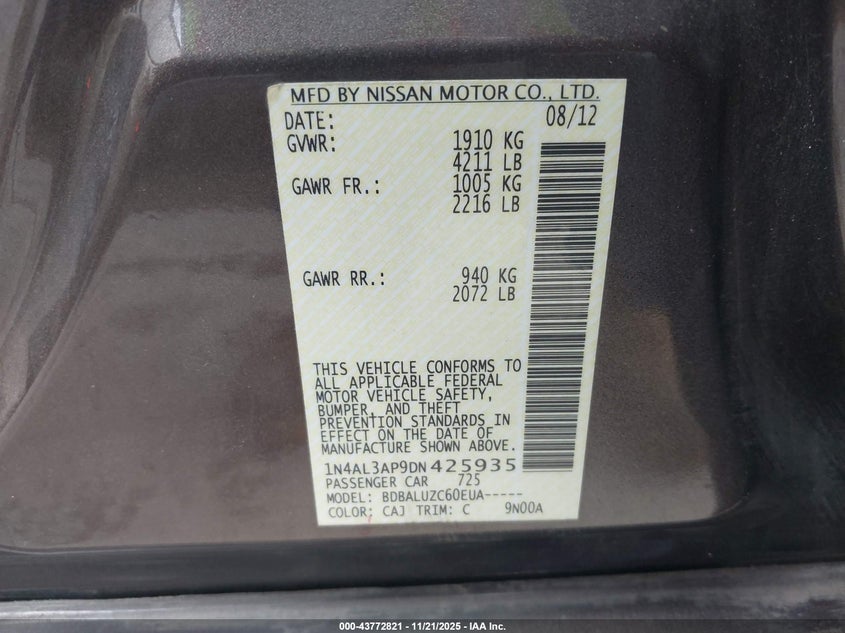 MFD BY NISSAN MOTOR CO., LTD.
DATE: 08/12
GVWR: 1910 KG
4211 LB
GAWR FR.: 1005 KG
2216 LB
GAWR RR.: 940 KG
2072 LB
THIS VEHICLE CONFORMS TO
ALL APPLICABLE FEDERAL
MOTOR VEHICLE SAFETY,
BUMPER, AND THEFT
PREVENTION STANDARDS IN
EFFECT ON THE DATE OF
MANUFACTURE SHOWN ABOVE.
1N4AL3AP9DN425935
PASSENGER CAR 725
MODEL: BDBALUZC60EUA-----
COLOR: CAJ TRIM: C 9N00A
000-43772821 - 11/21/2025 - IAA Inc.